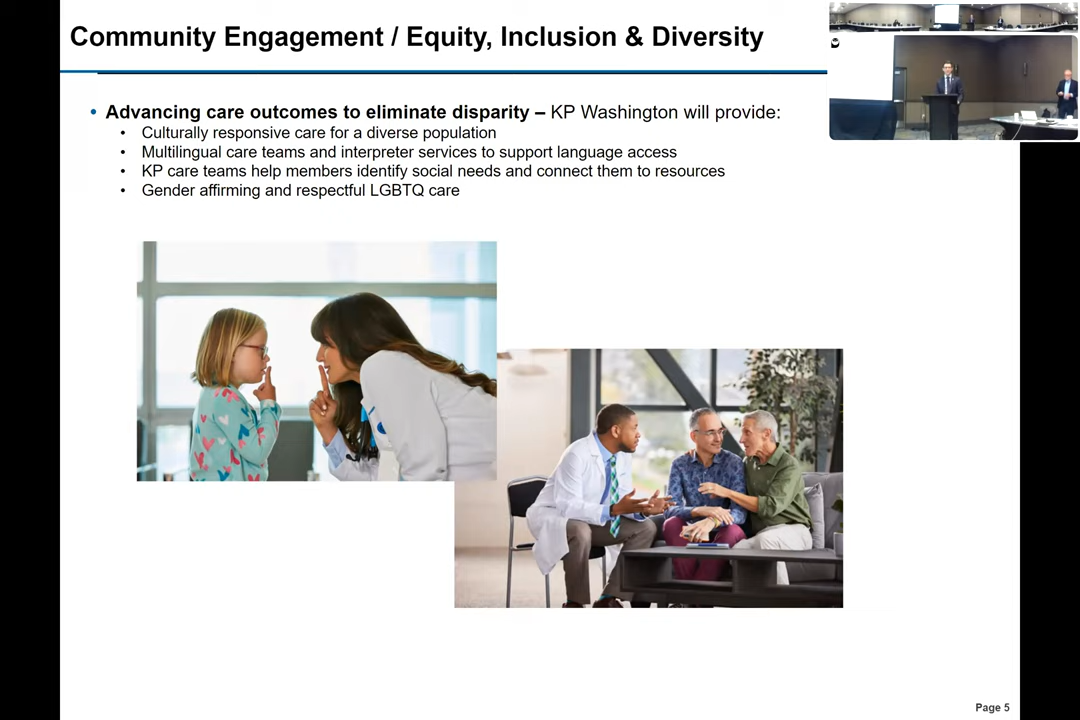 Community Engagement / Equity, Inclusion & Diversity
• Advancing care outcomes to eliminate disparity – KP Washington will provide:
• Culturally responsive care for a diverse population
• Multilingual care teams and interpreter services to support language access
• KP care teams help members identify social needs and connect them to resources
• Gender affirming and respectful LGBTQ care
Page 5